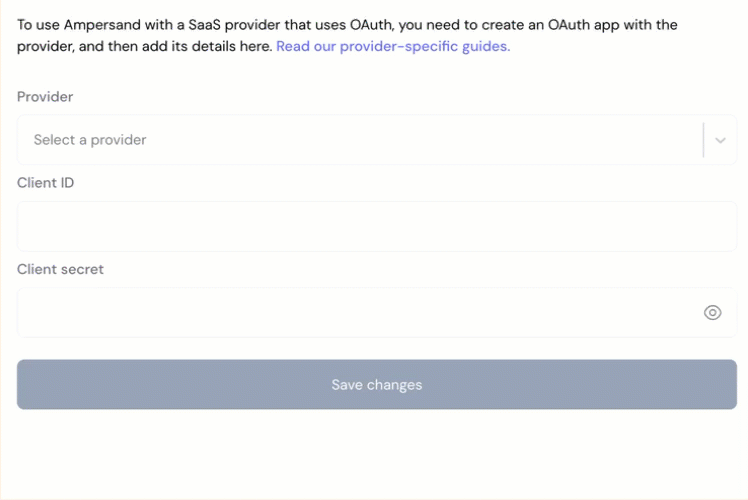 To use Ampersand with a SaaS provider that uses OAuth, you need to create an OAuth app with the
provider, and then add its details here. Read our provider-specific guides.
Provider
Select a provider
Client ID
Client secret
Save changes